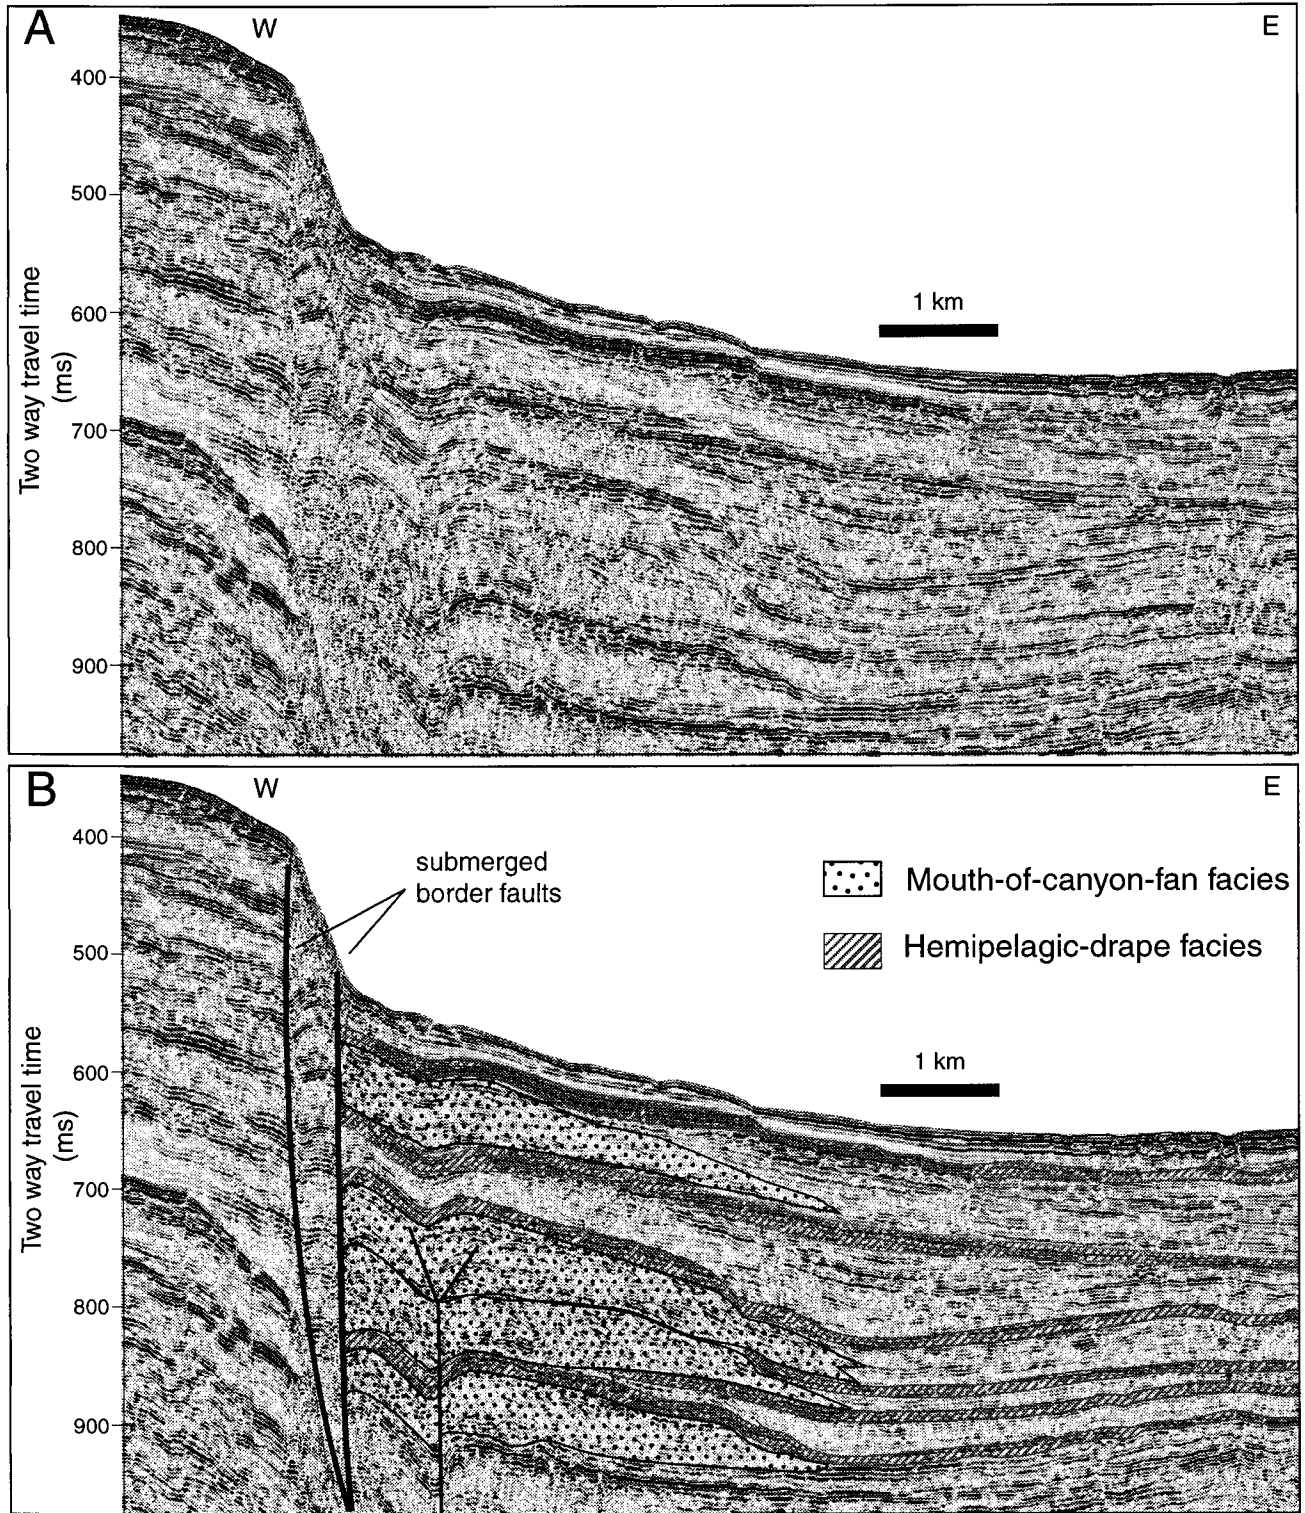 A
W
E
400
500
600
700
800
900
Two way travel time
(ms)
1 km
B
W
E
400
500
600
700
800
900
Two way travel time
(ms)
submerged
border faults
Mouth-of-canyon-fan facies
Hemipelagic-drape facies
1 km